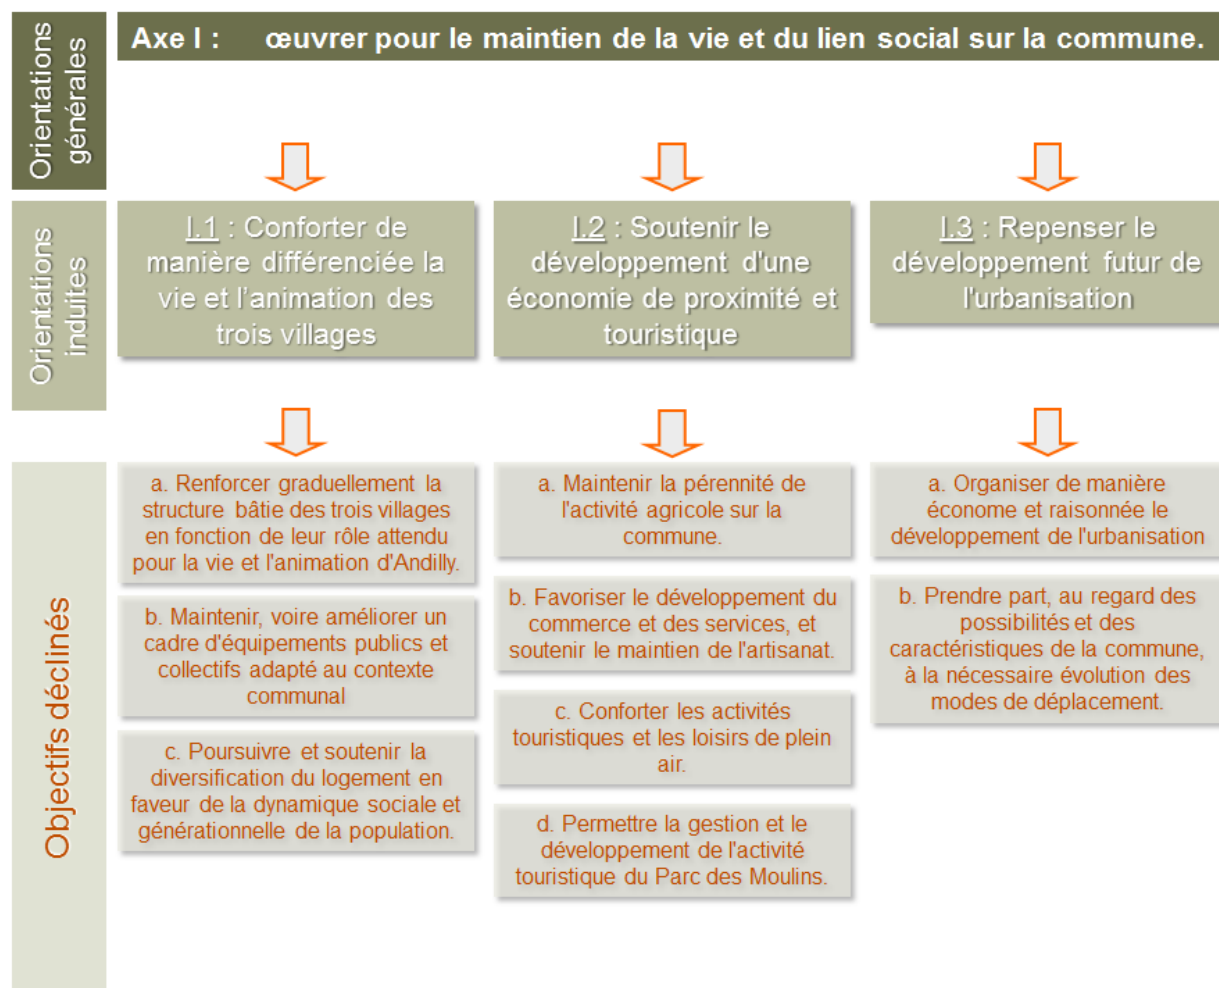 Orientations
générales
Axe I : œuvrer pour le maintien de la vie et du lien social sur la commune.
Orientations
induites
I.1 : Conforter de
manière différenciée la
vie et l’animation des
trois villages
I.2 : Soutenir le
développement d'une
économie de proximité et
touristique
I.3 : Repenser le
développement futur de
l'urbanisation
Objectifs déclinés
a. Renforcer graduellement la
structure bâtie des trois villages
en fonction de leur rôle attendu
pour la vie et l'animation d'Andilly.
b. Maintenir, voire améliorer un
cadre d'équipements publics et
collectifs adapté au contexte
communal
c. Poursuivre et soutenir la
diversification du logement en
faveur de la dynamique sociale et
générationnelle de la population.
a. Maintenir la pérennité de
l'activité agricole sur la
commune.
b. Favoriser le développement du
commerce et des services, et
soutenir le maintien de l'artisanat.
c. Conforter les activités
touristiques et les loisirs de plein
air.
d. Permettre la gestion et le
développement de l'activité
touristique du Parc des Moulins.
a. Organiser de manière
économe et raisonnée le
développement de l'urbanisation
b. Prendre part, au regard des
possibilités et des
caractéristiques de la commune,
à la nécessaire évolution des
modes de déplacement.